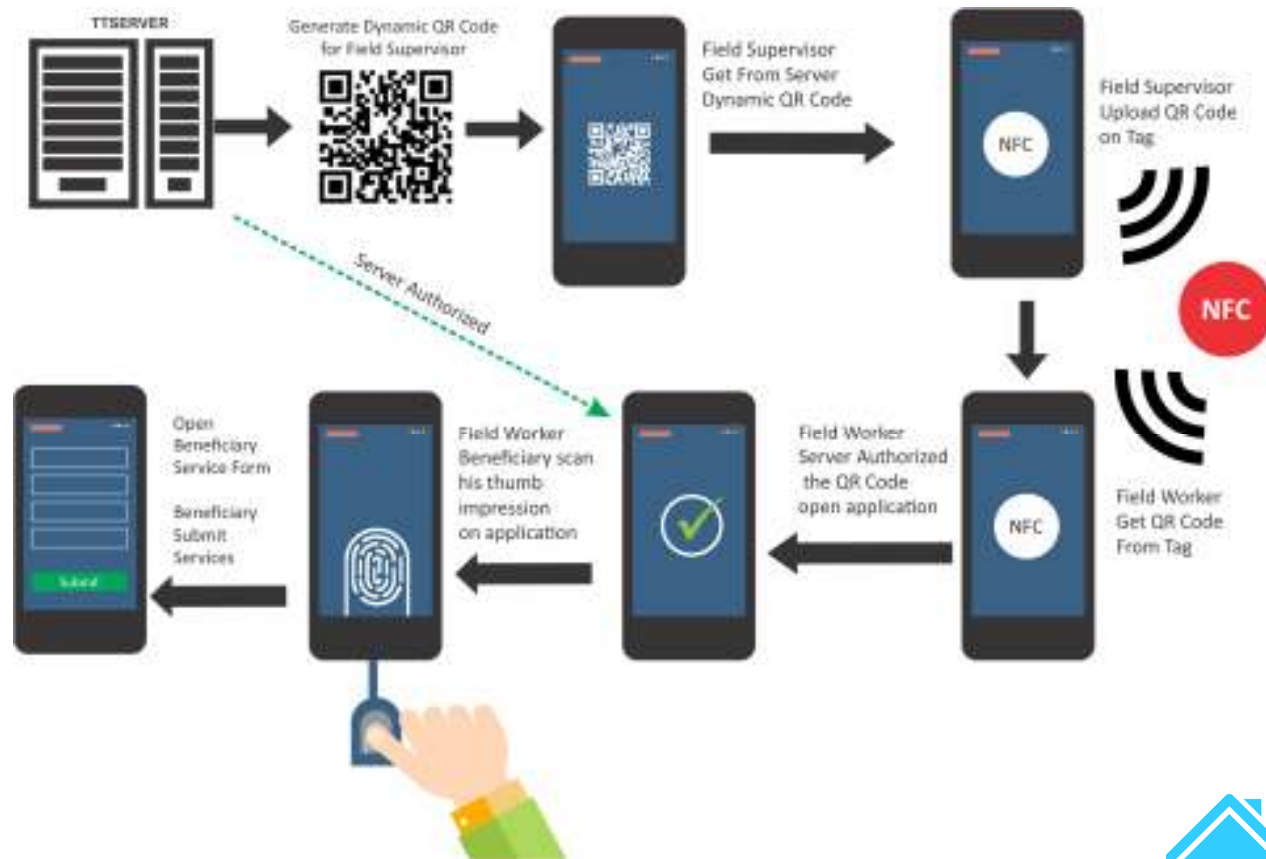 TTSERVER
Generate Dynamic QR Code
for Field Supervisor
Field Supervisor
Get From Server
Dynamic QR Code
NFC
Field Supervisor
Upload QR Code
on Tag
NFC
Server Authorized
Open
Beneficiary
Service Form
Beneficiary
Submit
Services
Submit
Field Worker
Beneficiary scan
his thumb
impression
on application
Field Worker
Server Authorized
the QR Code
open application
NFC
Field Worker
Get QR Code
From Tag